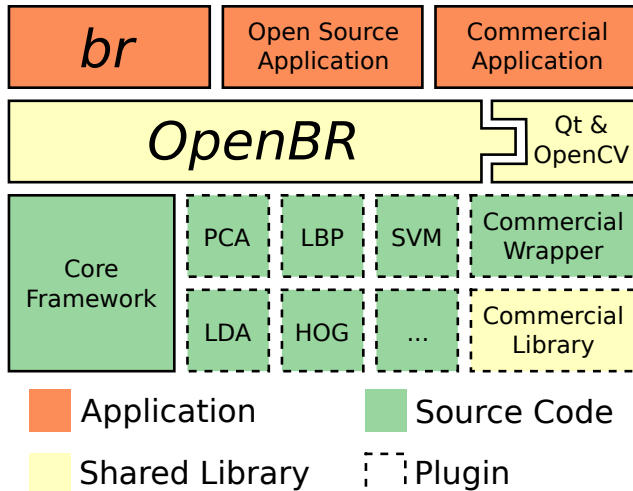 br
Open Source
Application
Commercial
Application
OpenBR
Qt &
OpenCV
Core
Framework
PCA
LBP
SVM
Commercial
Wrapper
LDA
HOG
...
Commercial
Library
Application
Source Code
Shared Library
Plugin